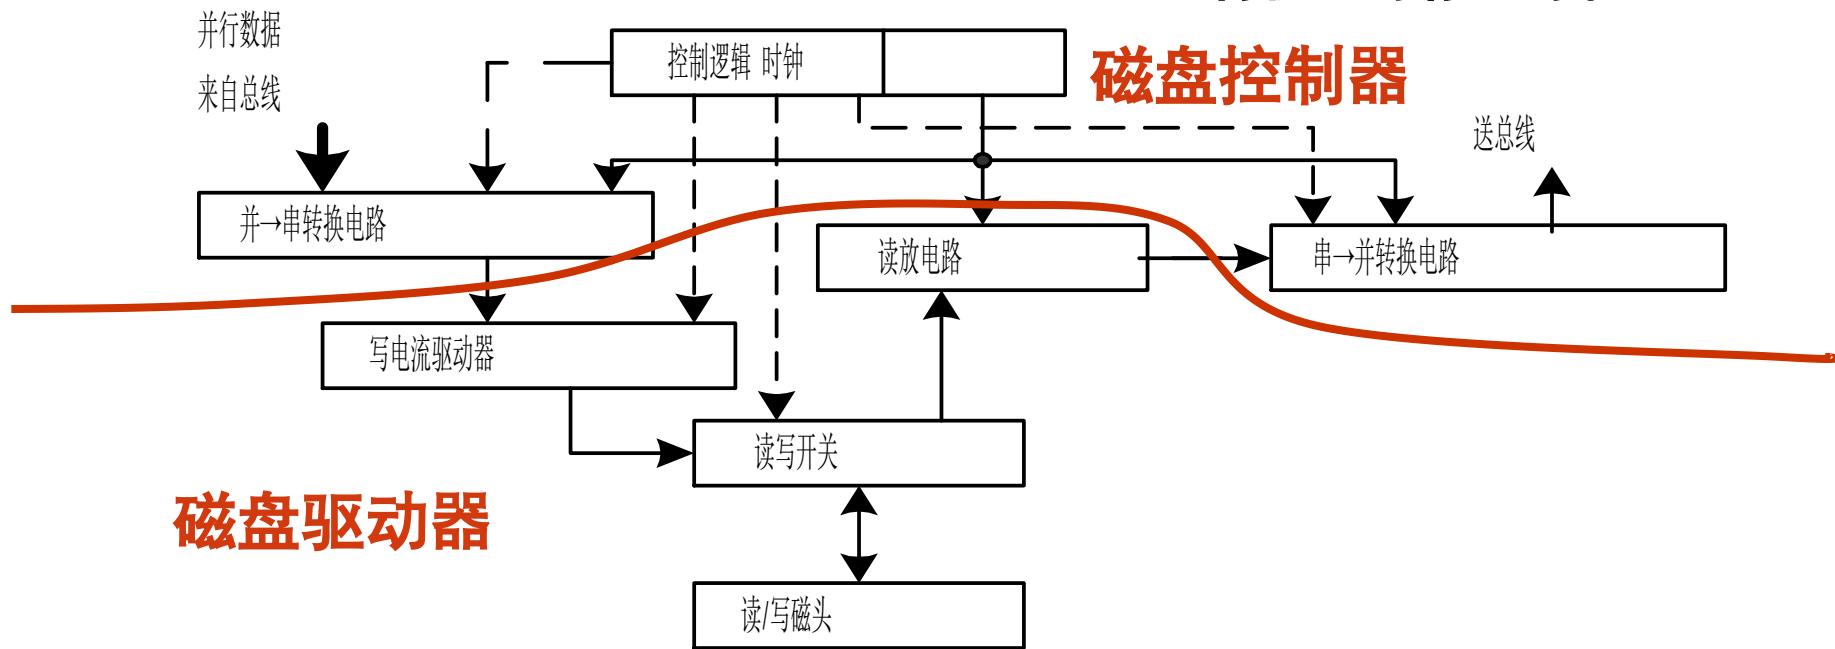 并行数据
来自总线
控制逻辑 时钟
磁盘控制器
送总线
并→串转换电路
读放电路
串→并转换电路
写电流驱动器
读写开关
磁盘驱动器
读/写磁头